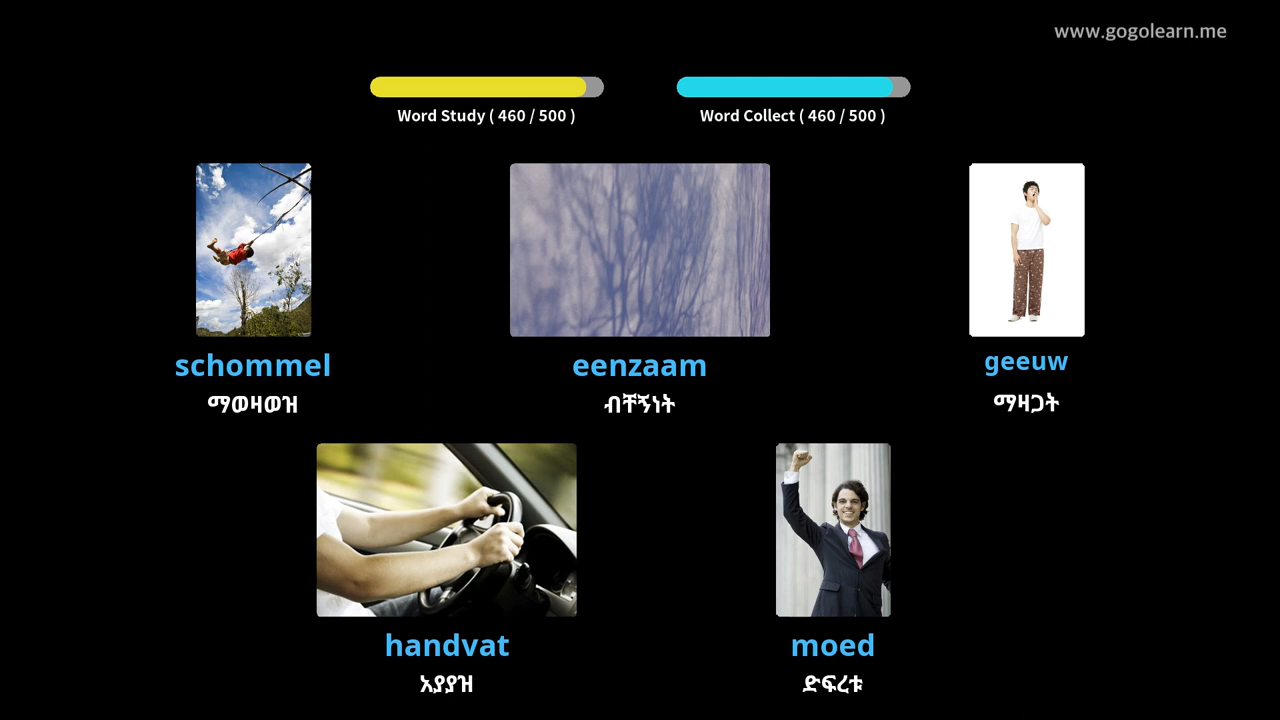 www.gogolearn.me
Word Study ( 460 / 500 )
Word Collect ( 460 / 500 )
schommel
ማወዛወዝ
eenzaam
ብቸኝነት
geeuw
ማዛጋት
handvat
አያያዝ
moed
ድፍረቱ